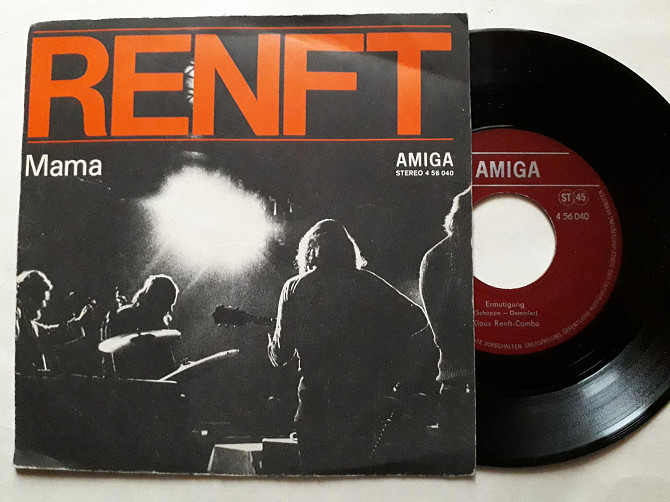 RENFT
Mama
AMIGA
STEREO 4 56 040
AMIGA
ST 45
4 56 040
Ermutigung
(Schoppe – Demmler)
Klaus Renft-Combo